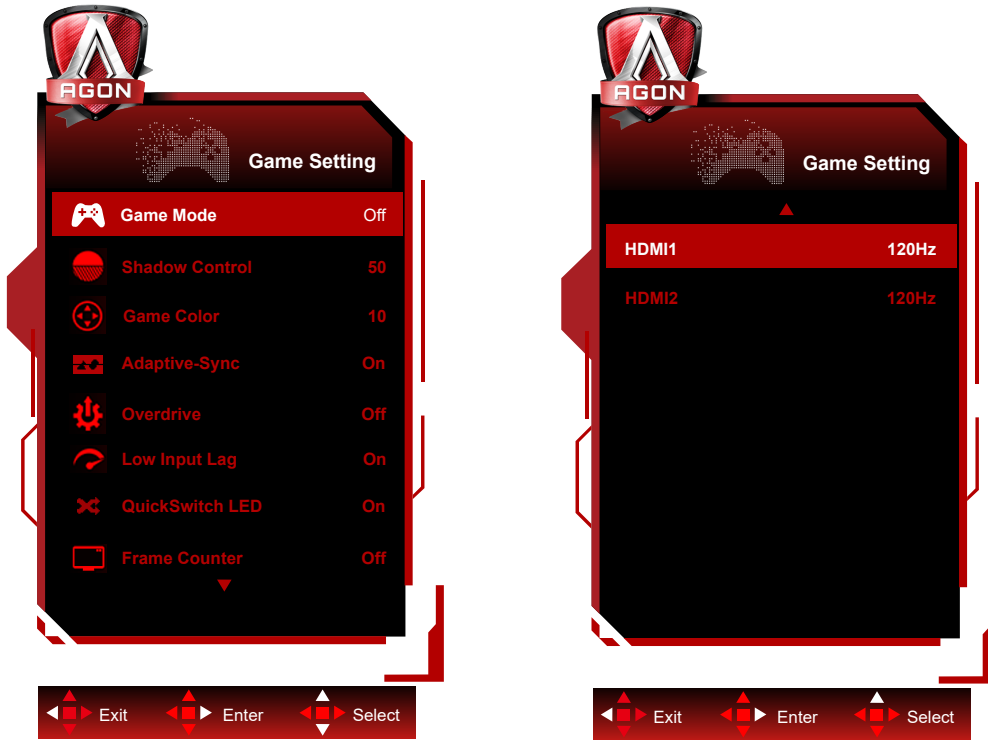 AGON
Game Setting
Game Mode Off
Shadow Control 50
Game Color 10
Adaptive-Sync On
Overdrive Off
Low Input Lag On
QuickSwitch LED On
Frame Counter Off
Exit Enter Select
AGON
Game Setting
HDMI1 120Hz
HDMI2 120Hz
Exit Enter Select